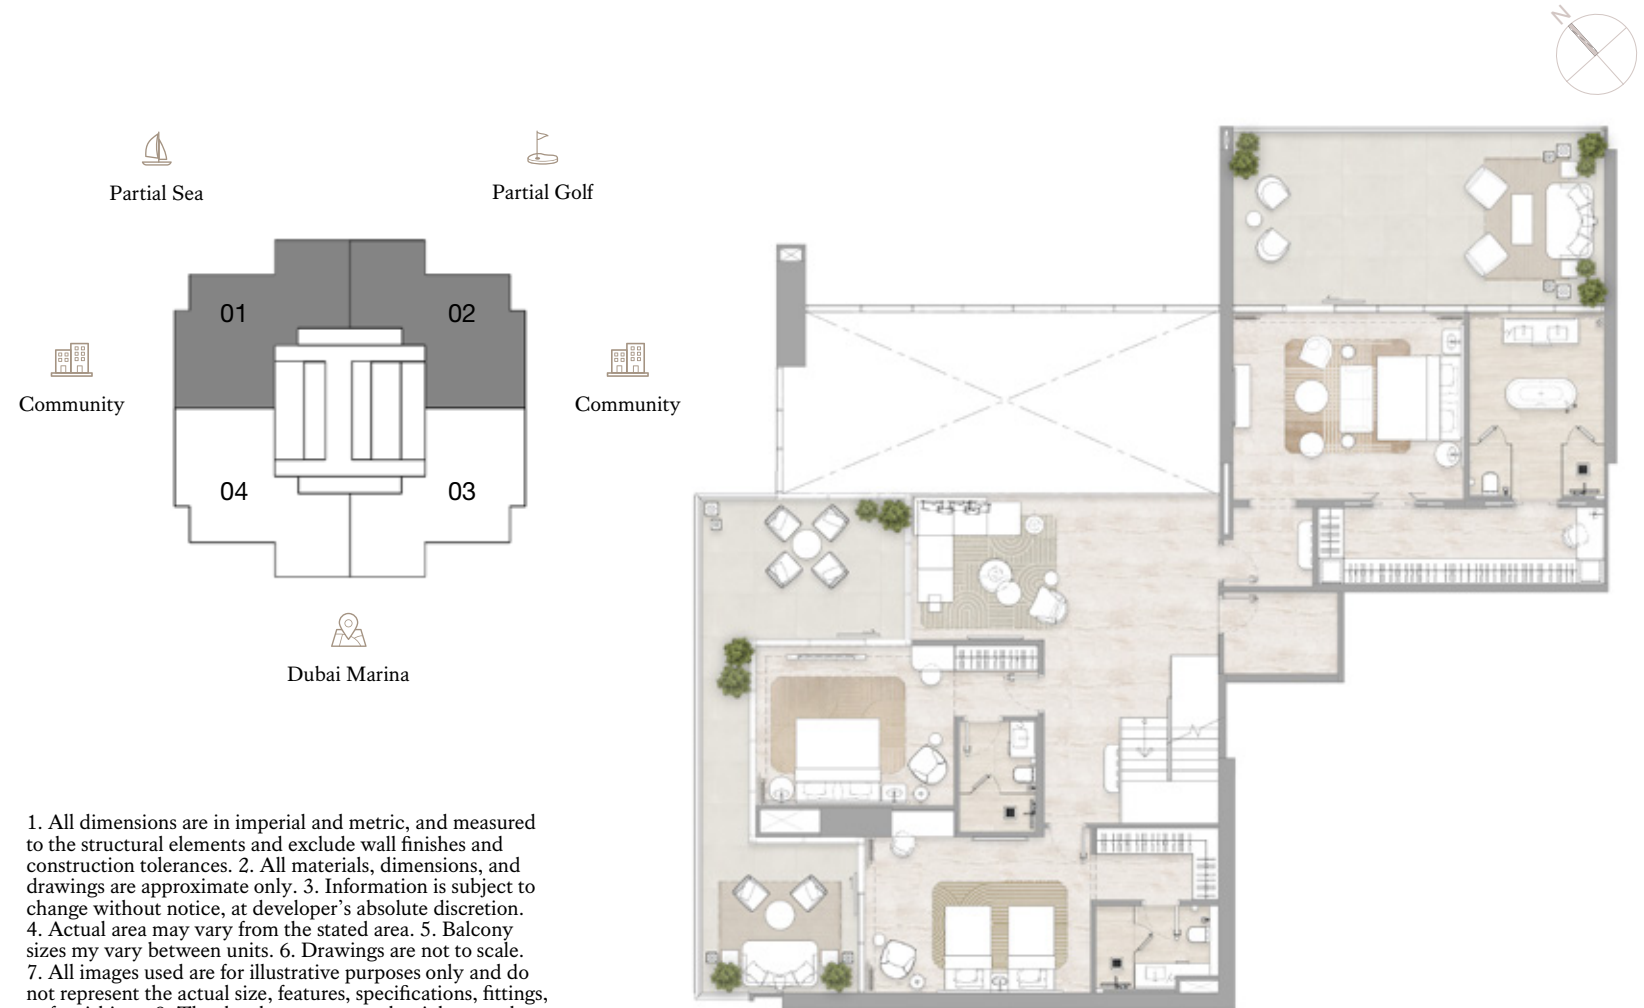 N
Partial Sea
Partial Golf
01
02
Community
Community
04
03
Dubai Marina
1. All dimensions are in imperial and metric, and measured
to the structural elements and exclude wall finishes and
construction tolerances. 2. All materials, dimensions, and
drawings are approximate only. 3. Information is subject to
change without notice, at developer's absolute discretion.
4. Actual area may vary from the stated area. 5. Balcony
sizes my vary between units. 6. Drawings are not to scale.
7. All images used are for illustrative purposes only and do
not represent the actual size, features, specifications, fittings,